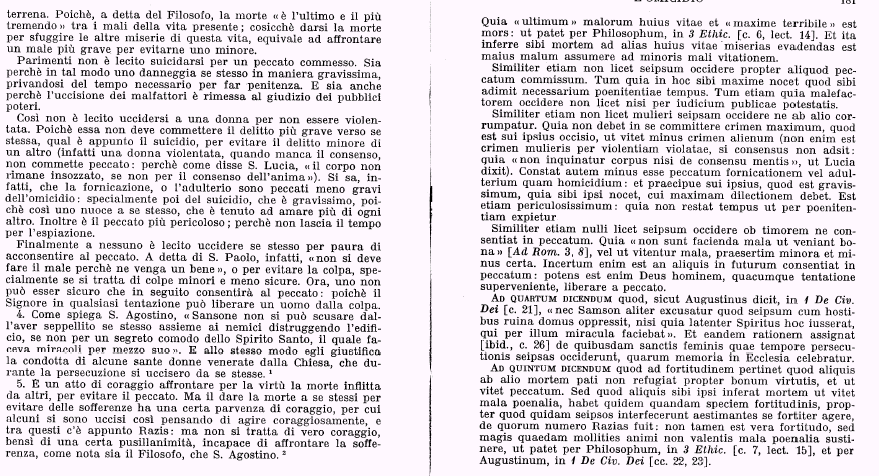 terrena. Poichè, a detta del Filosofo, la morte « è l'ultimo e il più
tremendo » tra i mali della vita presente; cosicchè darsi la morte
per sfuggire le altre miserie di questa vita, equivale ad affrontare
un male più grave per evitarne uno minore.
Parimenti non è lecito suicidarsi per un peccato commesso. Sia
perchè in tal modo uno danneggia se stesso in maniera gravissima,
privandosi del tempo necessario per far penitenza. E sia anche
perchè l'uccisione dei malfattori è rimessa al giudizio dei pubblici
poteri.
Così non è lecito uccidersi a una donna per non essere violen-
tata. Poichè essa non deve commettere il delitto più grave verso se
stessa, qual è appunto il suicidio, per evitare il delitto minore di
un altro (infatti una donna violentata, quando manca il consenso,
non commette peccato: perchè come disse S. Lucia, « il corpo non
rimane insozzato, se non per il consenso dell'anima »). Si sa, in-
fatti, che la fornicazione, o l'adulterio sono peccati meno gravi
dell'omicidio: specialmente poi del suicidio, che è gravissimo, poi-
chè così uno nuoce a se stesso, che è tenuto ad amare più di ogni
altro. Inoltre è il peccato più pericoloso; perchè non lascia il tempo
per l'espiazione.
Finalmente a nessuno è lecito uccidere se stesso per paura di
acconsentire al peccato. A detta di S. Paolo, infatti, « non si deve
fare il male perchè ne venga un bene », o per evitare la colpa, spe-
cialmente se si tratta di colpe minori e meno sicure. Ora, uno non
può esser sicuro che in seguito consentirà al peccato: poichè il
Signore in qualsiasi tentazione può liberare un uomo dalla colpa.
4. Come spiega S. Agostino, « Sansone non si può scusare dal-
l'aver seppellito se stesso assieme ai nemici distruggendo l'edifi-
cio, se non per un segreto comodo dello Spirito Santo, il quale fa-
ceva miracoli per mezzo suo ». E allo stesso modo egli giustifica
la condotta di alcune sante donne venerate dalla Chiesa, che du-
rante la persecuzione si uccisero da se stesse. ¹
5. È un atto di coraggio affrontare per la virtù la morte inflitta
da altri, per evitare il peccato. Ma il dare la morte a se stessi per
evitare delle sofferenze ha una certa parvenza di coraggio, per cui
alcuni si sono uccisi così pensando di agire coraggiosamente, e
tra questi c'è appunto Razis: ma non si tratta di vero coraggio,
bensì di una certa pusillanimità, incapace di affrontare la soffe-
renza, come nota sia il Filosofo, che S. Agostino. ²
L'OMICIDIO 181
Quia « ultimum » malorum huius vitae et « maxime terribile » est
mors: ut patet per Philosophum, in 3 Ethic. [c. 6, lect. 14]. Et ita
inferre sibi mortem ad alias huius vitae miserias evadendas est
maius malum assumere ad minoris mali vitationem.
Similiter etiam non licet seipsum occidere propter aliquod pec-
catum commissum. Tum quia in hoc sibi maxime nocet quod sibi
adimit necessarium poenitentiae tempus. Tum etiam quia malefac-
torem occidere non licet nisi per iudicium publicae potestatis.
Similiter etiam non licet mulieri seipsam occidere ne ab alio cor-
rumpatur. Quia non debet in se committere crimen maximum, quod
est sui ipsius occisio, ut vitet minus crimen alienum (non enim est
crimen mulieris per violentiam violatae, si consensus non adsit:
quia « non inquinatur corpus nisi de consensu mentis », ut Lucia
dixit). Constat autem minus esse peccatum fornicationem vel adul-
terium quam homicidium: et praecipue sui ipsius, quod est gravis-
simum, quia sibi ipsi nocet, cui maximam dilectionem debet. Est
etiam periculosissimum: quia non restat tempus ut per poeniten-
tiam expietur
Similiter etiam nulli licet seipsum occidere ob timorem ne con-
sentiat in peccatum. Quia « non sunt facienda mala ut veniant bo-
na » [Ad Rom. 3, 8], vel ut vitentur mala, praesertim minora et mi-
nus certa. Incertum enim est an aliquis in futurum consentiat in
peccatum: potens est enim Deus hominem, quacumque tentatione
superveniente, liberare a peccato.
AD QUARTUM DICENDUM quod, sicut Augustinus dicit, in 1 De Civ.
Dei [c. 21], « nec Samson aliter excusatur quod seipsum cum hosti-
bus ruina domus oppressit, nisi quia latenter Spiritus hoc iusserat,
qui per illum miracula faciebat ». Et eandem rationem assignat
[ibid., c. 26] de quibusdam sanctis feminis quae tempore persecu-
tionis seipsas occiderunt, quarum memoria in Ecclesia celebratur.
AD QUINTUM DICENDUM quod ad fortitudinem pertinet quod aliquis
ab alio mortem pati non refugiat propter bonum virtutis, et ut
vitet peccatum. Sed quod aliquis sibi ipsi inferat mortem ut vitet
mala poenalia, habet quidem quandam speciem fortitudinis, prop-
ter quod quidam seipsos interfecerunt aestimantes se fortiter agere,
de quorum numero Razias fuit: non tamen est vera fortitudo, sed
magis quaedam mollities animi non valentis mala poenalia susti-
nere, ut patet per Philosophum, in 3 Ethic. [c. 7, lect. 15], et per
Augustinum, in 1 De Civ. Dei [cc. 22, 23].